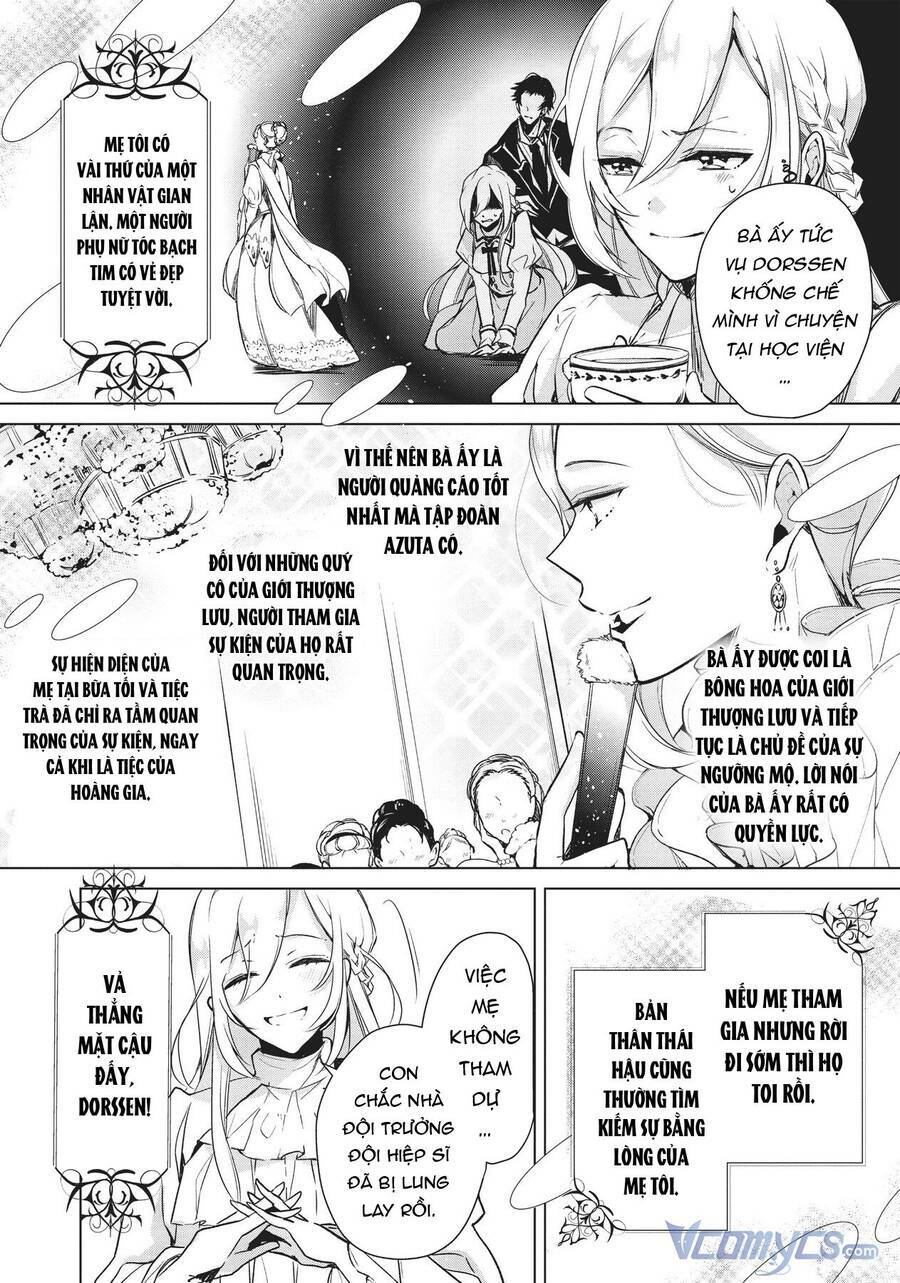 BÀ ẤY TỨC
VỤ DORSSEN
KHỐNG CHẾ
MÌNH VÌ CHUYỆN
TẠI HỌC VIỆN
...
MẸ TÔI CÓ
VÀI THỨ CỦA MỘT
NHÂN VẬT GIAN
LẬN. MỘT NGƯỜI
PHỤ NỮ TÓC BẠCH
TIM CÓ VẺ ĐẸP
TUYỆT VỜI.
BÀ ẤY ĐƯỢC COI LÀ
BÔNG HOA CỦA GIỚI
THƯỢNG LƯU VÀ TIẾP
TỤC LÀ CHỦ ĐỀ CỦA SỰ
NGƯỠNG MỘ. LỜI NÓI
CỦA BÀ ẤY RẤT CÓ
QUYỀN LỰC.
VÌ THẾ NÊN BÀ ẤY LÀ
NGƯỜI QUẢNG CÁO TỐT
NHẤT MÀ TẬP ĐOÀN
AZUTA CÓ.
ĐỐI VỚI NHỮNG QUÝ
CÔ CỦA GIỚI THƯỢNG
LƯU, NGƯỜI THAM GIA
SỰ KIỆN CỦA HỌ RẤT
QUAN TRỌNG.
SỰ HIỆN DIỆN CỦA
MẸ TẠI BỮA TỐI VÀ TIỆC
TRÀ ĐÃ CHỈ RA TẦM QUAN
TRỌNG CỦA SỰ KIỆN, NGAY
CẢ KHI LÀ TIỆC CỦA
HOÀNG GIA.
NẾU MẸ THAM
GIA NHƯNG RỜI
ĐI SỚM THÌ HỌ
TOI RỒI.
BẢN
THÂN THÁI
HẬU CŨNG
THƯỜNG TÌM
KIẾM SỰ BẰNG
LÒNG CỦA
MẸ TÔI.
VIỆC
MẸ
KHÔNG
THAM
DỰ
...
CON
CHẮC NHÀ
ĐỘI TRƯỞNG
ĐỘI HIỆP SĨ
ĐÃ BỊ LUNG
LAY RỒI.
VẢ
THẲNG
MẶT CẬU
ĐẤY,
DORSSEN!
VCOMYCS.com